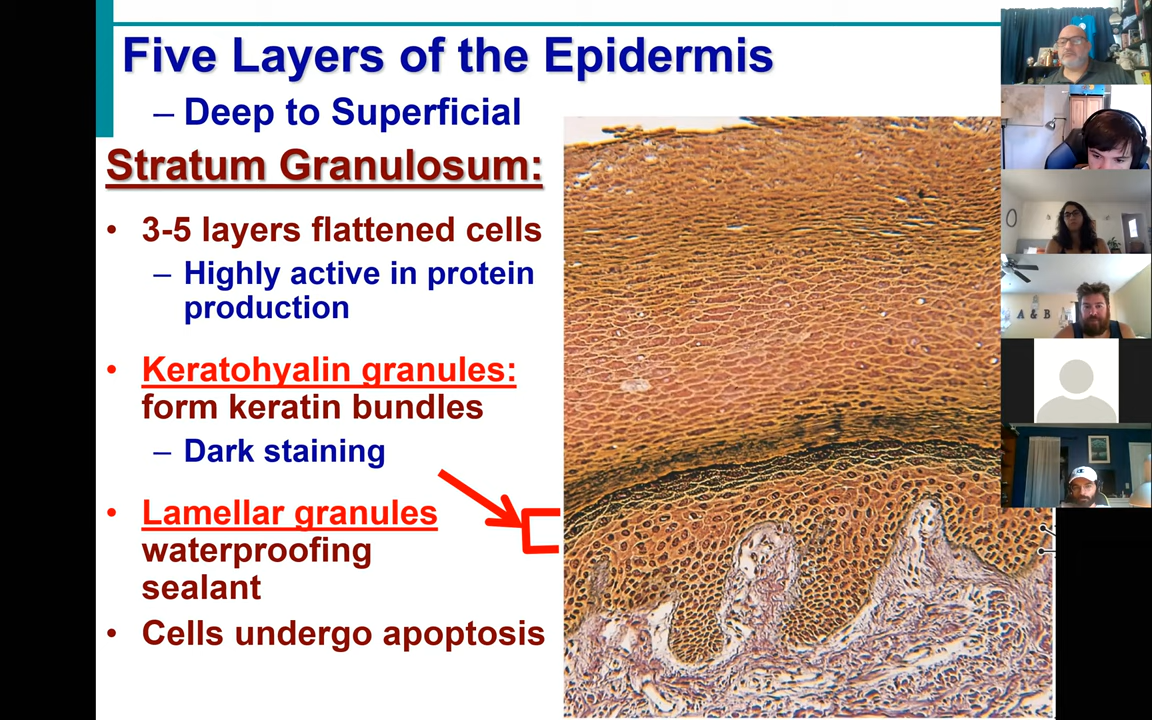 Five Layers of the Epidermis
– Deep to Superficial
Stratum Granulosum:
• 3-5 layers flattened cells
– Highly active in protein
production
• Keratohyalin granules:
form keratin bundles
– Dark staining
• Lamellar granules
waterproofing
sealant
• Cells undergo apoptosis
A & B